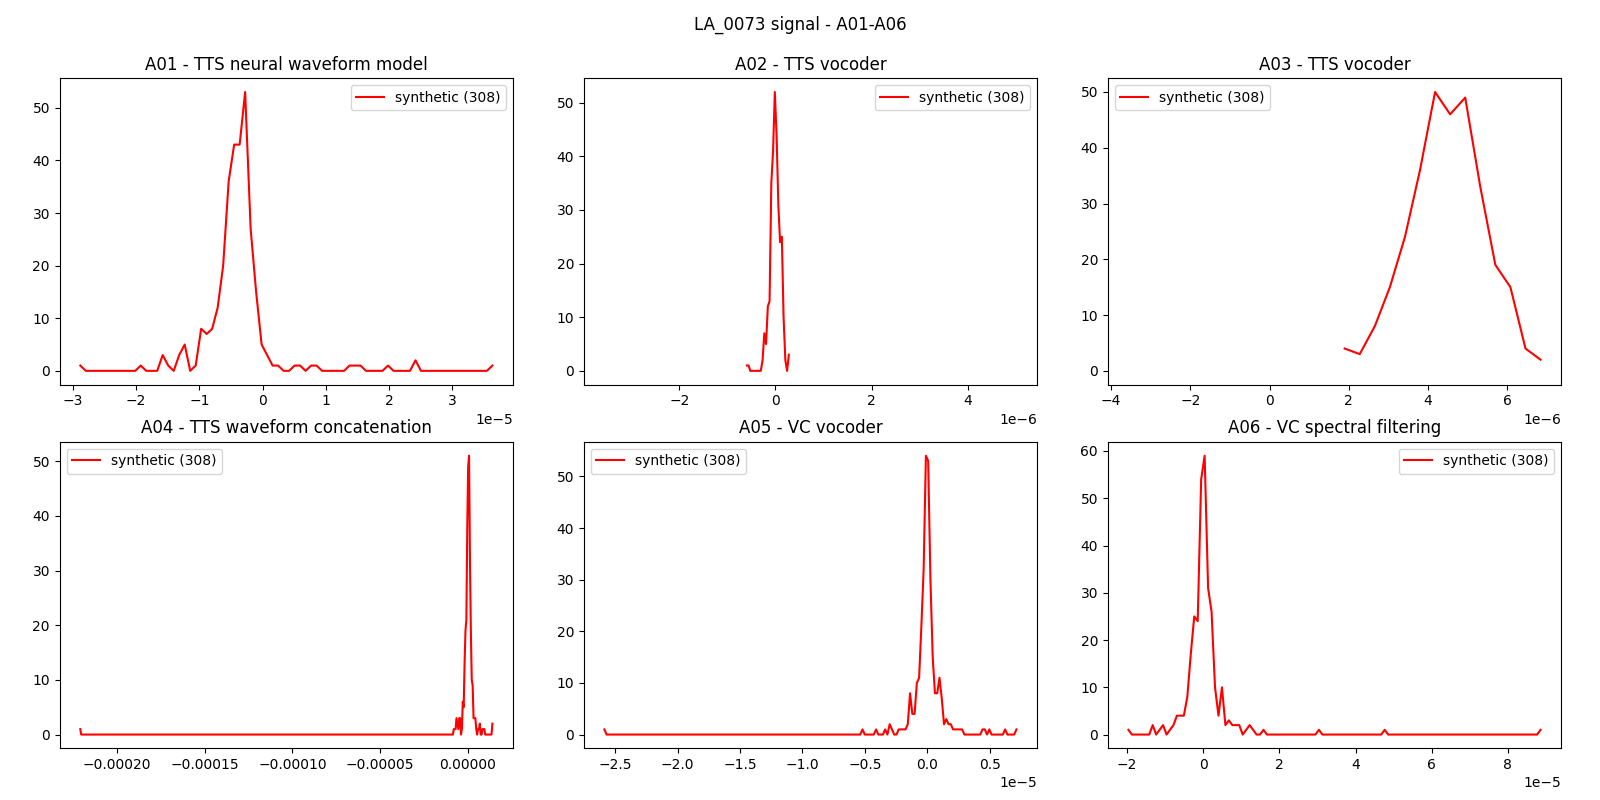 LA_0073 signal - A01-A06
A01 - TTS neural waveform model
synthetic (308)
50
40
30
20
10
0
−3 −2 −1 0 1 2 3
1e−5
A02 - TTS vocoder
synthetic (308)
50
40
30
20
10
0
−2 0 2 4
1e−6
A03 - TTS vocoder
synthetic (308)
50
40
30
20
10
0
−4 −2 0 2 4 6
1e−6
A04 - TTS waveform concatenation
synthetic (308)
50
40
30
20
10
0
−0.00020 −0.00015 −0.00010 −0.00005 0.00000
A05 - VC vocoder
synthetic (308)
50
40
30
20
10
0
−2.5 −2.0 −1.5 −1.0 −0.5 0.0 0.5
1e−5
A06 - VC spectral filtering
synthetic (308)
60
50
40
30
20
10
0
−2 0 2 4 6 8
1e−5